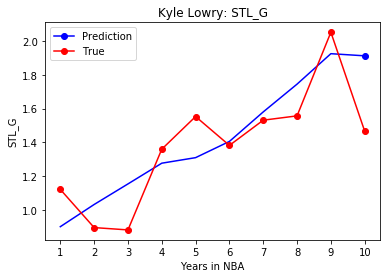 Kyle Lowry: STL_G
Prediction
True
STL_G
2.0
1.8
1.6
1.4
1.2
1.0
1 2 3 4 5 6 7 8 9 10
Years in NBA